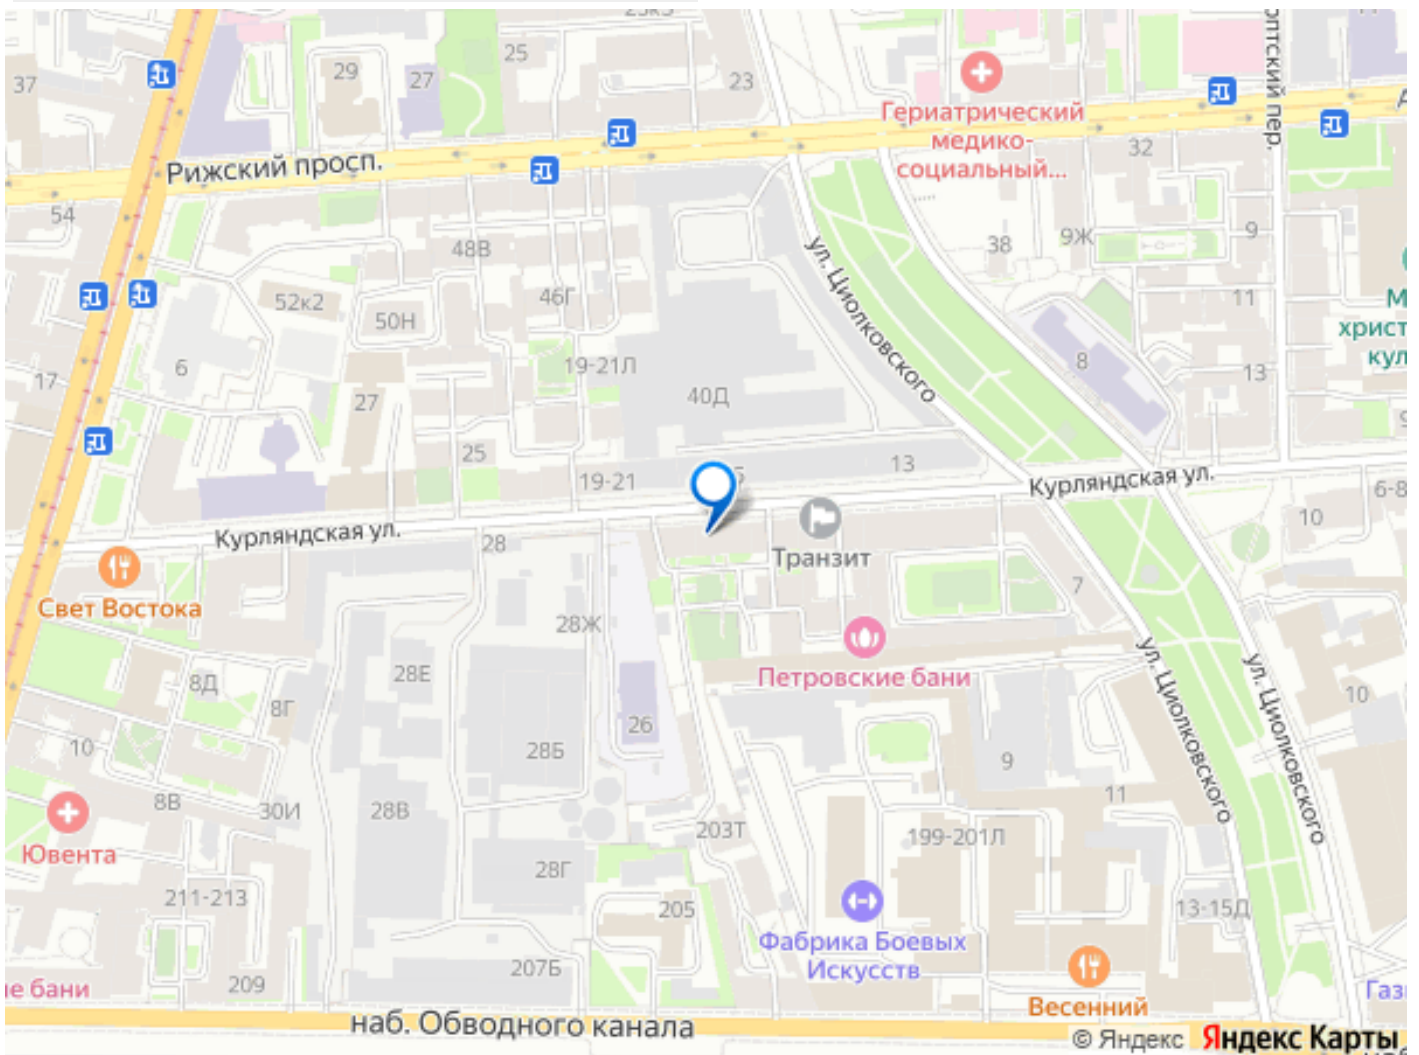 25
29
27
37
23
Гериатрический
медико-
социальный...
32
Рижский просп.
54
48В
38
9Ж
9
46Г
11
52к2
50Н
ул. Циолковского
6
19-21Л
8
17
40Д
13
27
25
13
19-21
Курляндская ул.
6-8
10
Курляндская ул.
28
Транзит
Свет Востока
7
28Ж
28Е
Петровские бани
8Д
8Г
26
ул. Циолковского
ул. Циолковского
10
10
28Б
9
8В
30И
28В
11
203Т
199-201Л
Ювента
28Г
211-213
205
13-15Д
Фабрика Боевых
Искусств
207Б
209
Весенний
наб. Обводного канала
© Яндекс Яндекс Карты